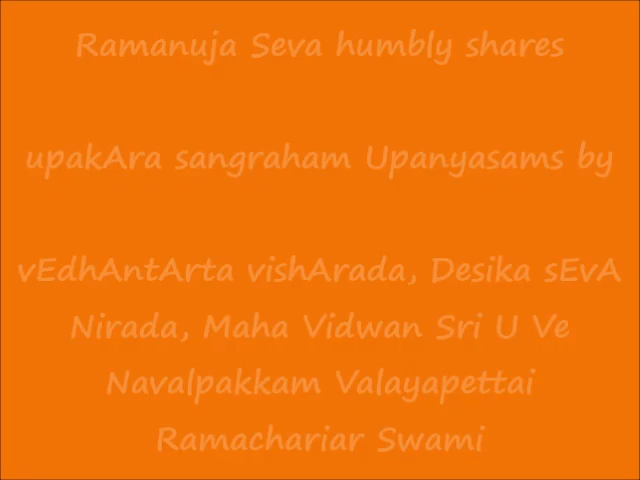 Ramanuja Seva humbly shares
upakAra sangraham Upanyasams by
vEdhAntArta vishArada, Desika sEvA
Nirada, Maha Vidwan Sri U Ve
Navalpakkam Valayapettai
Ramachariar Swami